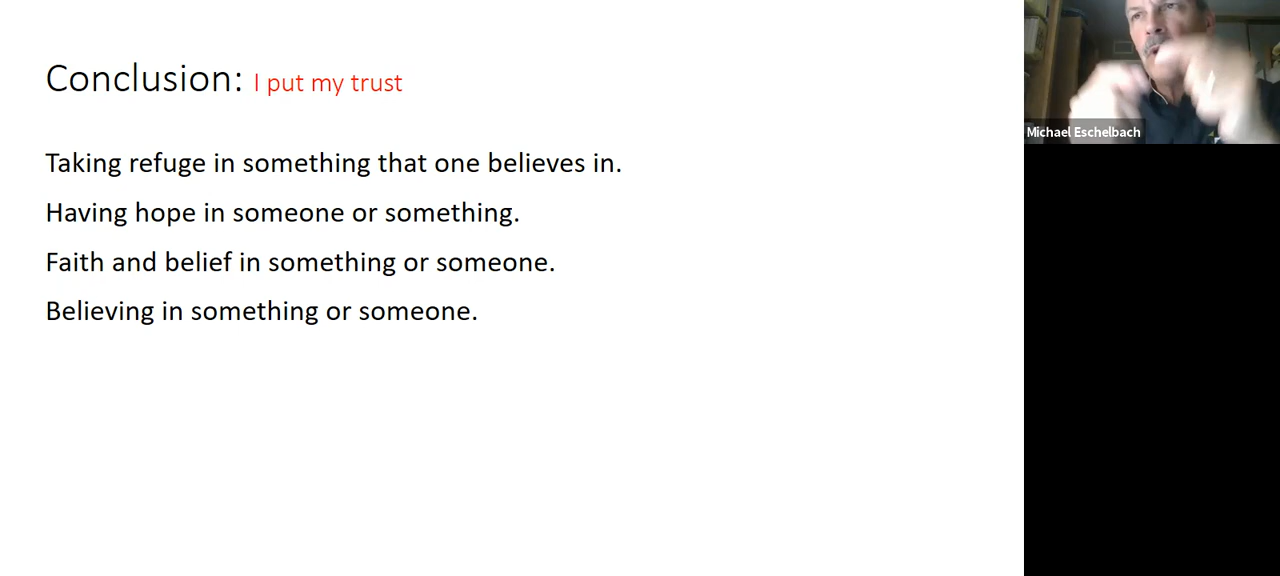 Conclusion: I put my trust
Taking refuge in something that one believes in.
Having hope in someone or something.
Faith and belief in something or someone.
Believing in something or someone.
Michael Eschelbach